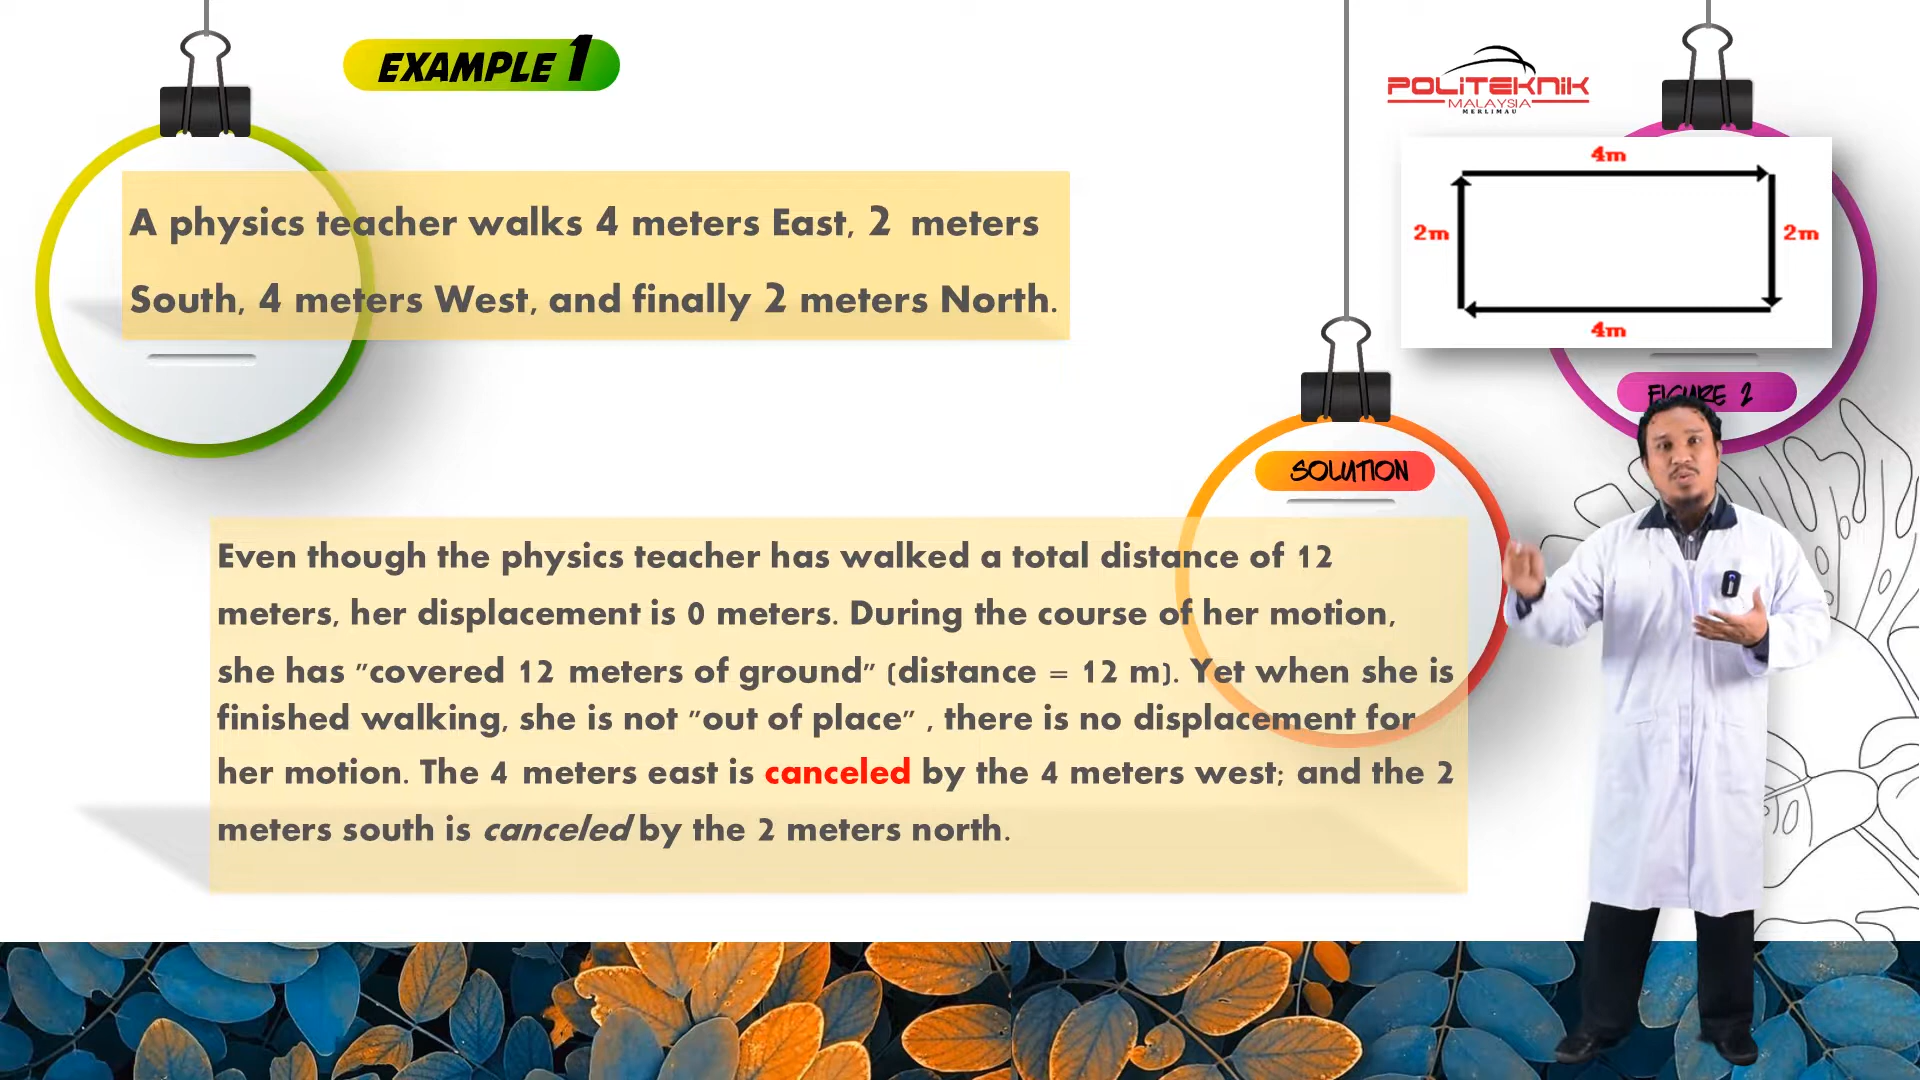 EXAMPLE 1
POLITEKNIK
MALAYSIA
MERLIMAU
A physics teacher walks 4 meters East, 2 meters
South, 4 meters West, and finally 2 meters North.
4m
2m
2m
4m
FIGURE 2
SOLUTION
Even though the physics teacher has walked a total distance of 12
meters, her displacement is 0 meters. During the course of her motion,
she has "covered 12 meters of ground" (distance = 12 m). Yet when she is
finished walking, she is not "out of place" , there is no displacement for
her motion. The 4 meters east is canceled by the 4 meters west; and the 2
meters south is canceled by the 2 meters north.